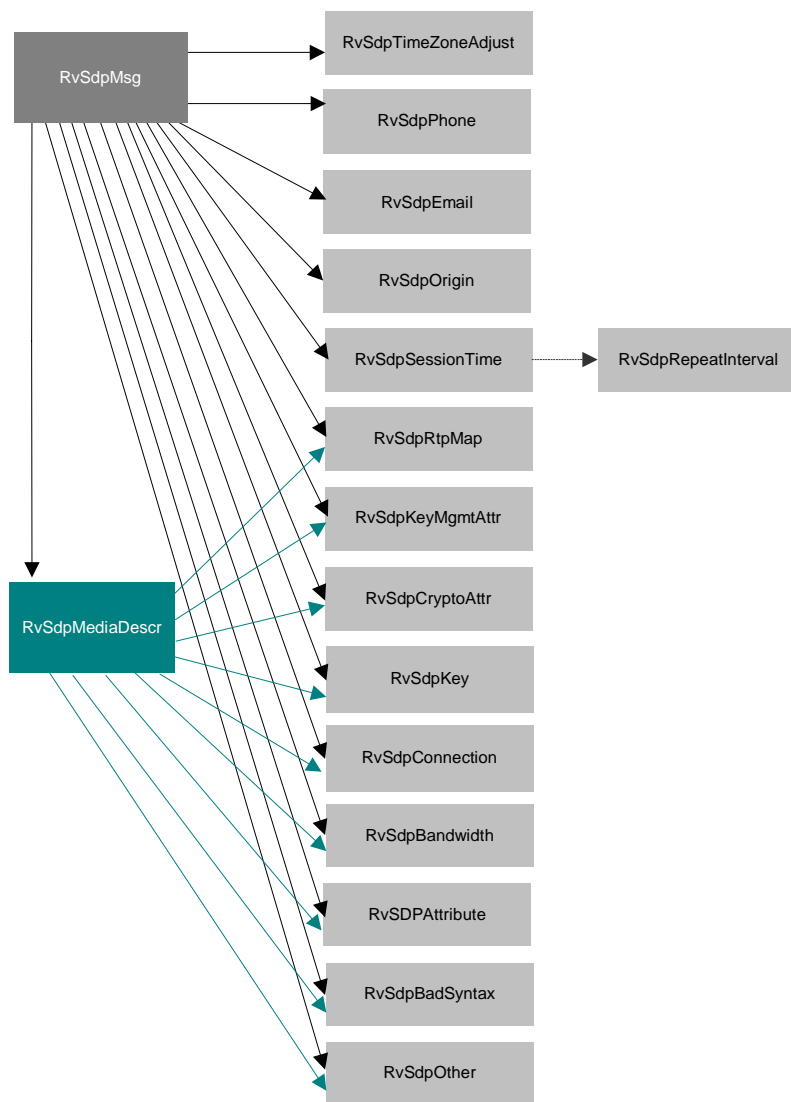 RvSdpMsg
RvSdpTimeZoneAdjust
RvSdpPhone
RvSdpEmail
RvSdpOrigin
RvSdpSessionTime
RvSdpRepeatInterval
RvSdpRtpMap
RvSdpKeyMgmtAttr
RvSdpCryptoAttr
RvSdpMediaDescr
RvSdpKey
RvSdpConnection
RvSdpBandwidth
RvSDPAttribute
RvSdpBadSyntax
RvSdpOther